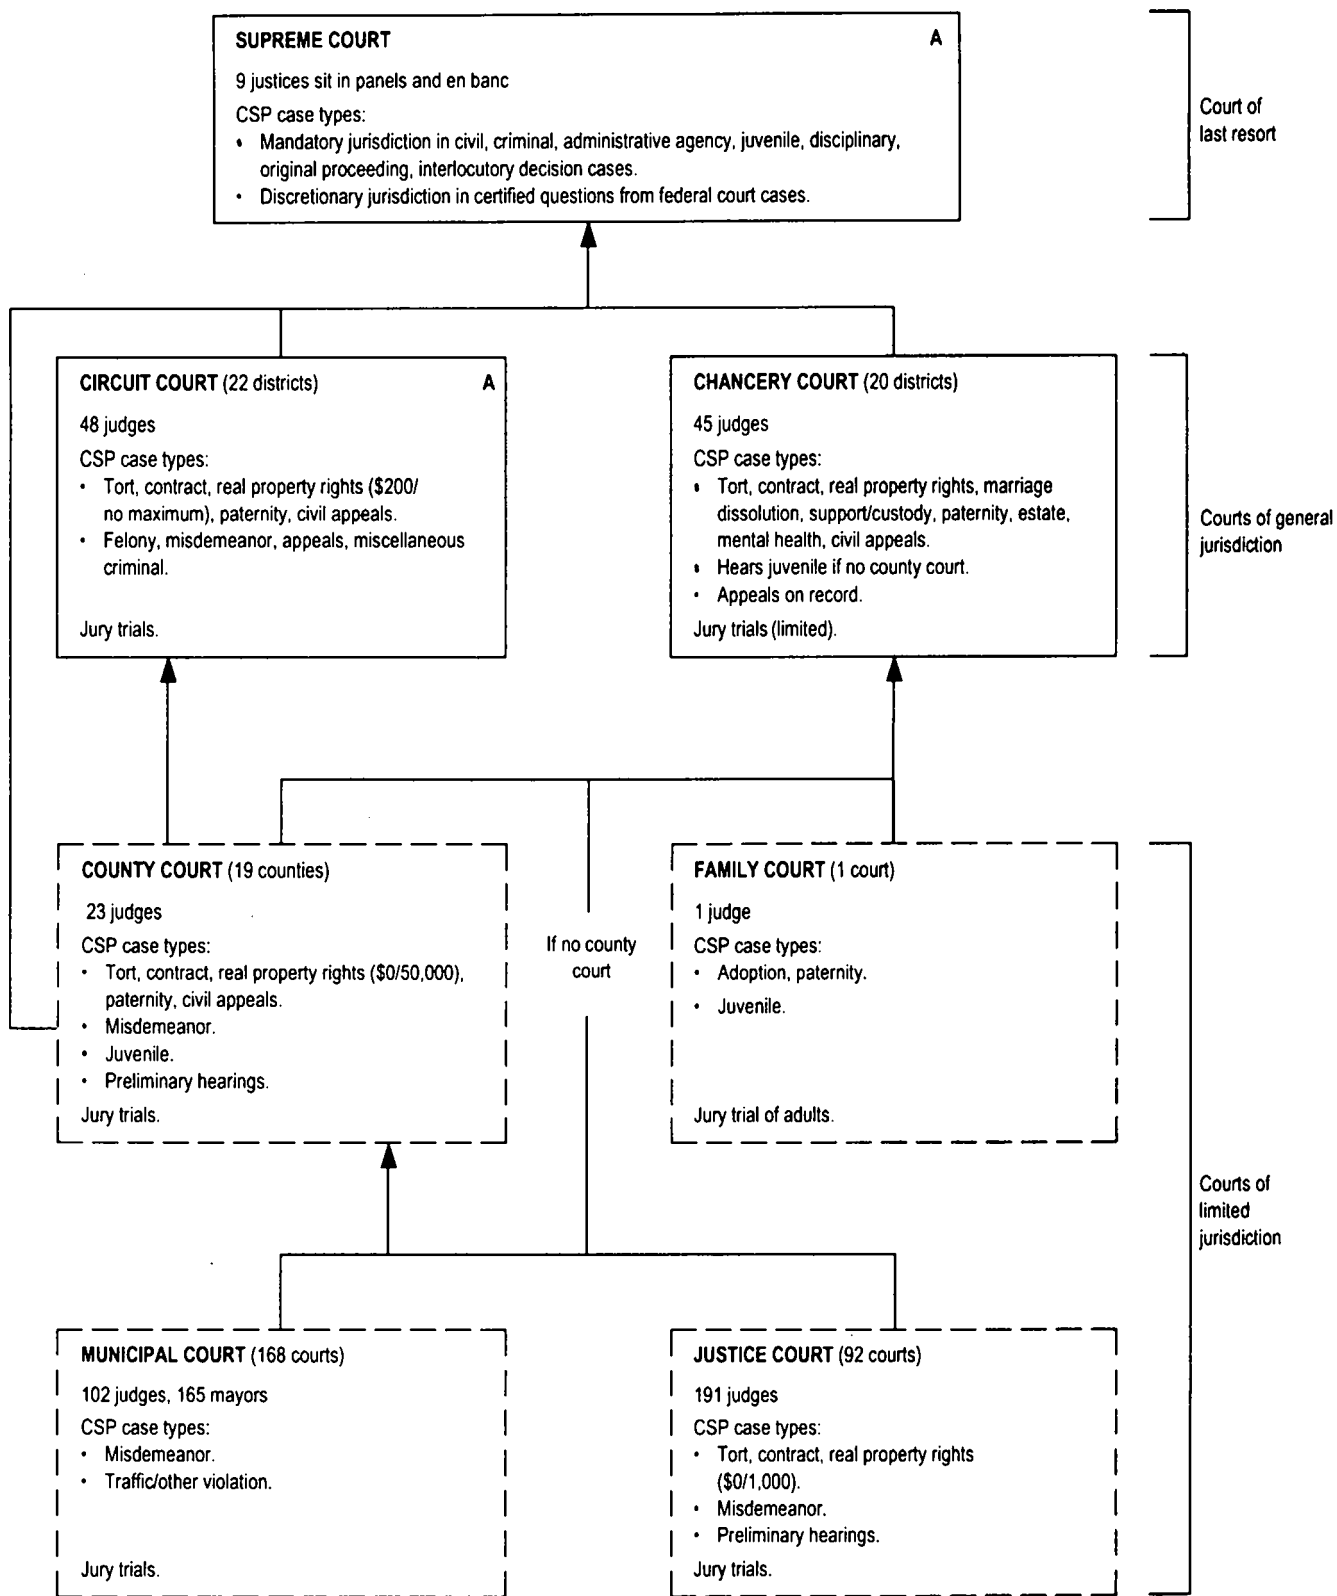 SUPREME COURT A
9 justices sit in panels and en banc
CSP case types:
• Mandatory jurisdiction in civil, criminal, administrative agency, juvenile, disciplinary,
original proceeding, interlocutory decision cases.
• Discretionary jurisdiction in certified questions from federal court cases.
Court of
last resort
CIRCUIT COURT (22 districts) A
48 judges
CSP case types:
• Tort, contract, real property rights ($200/
no maximum), paternity, civil appeals.
• Felony, misdemeanor, appeals, miscellaneous
criminal.
Jury trials.
CHANCERY COURT (20 districts)
45 judges
CSP case types:
• Tort, contract, real property rights, marriage
dissolution, support/custody, paternity, estate,
mental health, civil appeals.
• Hears juvenile if no county court.
• Appeals on record.
Jury trials (limited).
Courts of general
jurisdiction
COUNTY COURT (19 counties)
23 judges
CSP case types:
• Tort, contract, real property rights ($0/50,000),
paternity, civil appeals.
• Misdemeanor.
• Juvenile.
• Preliminary hearings.
Jury trials.
If no county
court
FAMILY COURT (1 court)
1 judge
CSP case types:
• Adoption, paternity.
• Juvenile.
Jury trial of adults.
Courts of
limited
jurisdiction
MUNICIPAL COURT (168 courts)
102 judges, 165 mayors
CSP case types:
• Misdemeanor.
• Traffic/other violation.
Jury trials.
JUSTICE COURT (92 courts)
191 judges
CSP case types:
• Tort, contract, real property rights
($0/1,000).
• Misdemeanor.
• Preliminary hearings.
Jury trials.